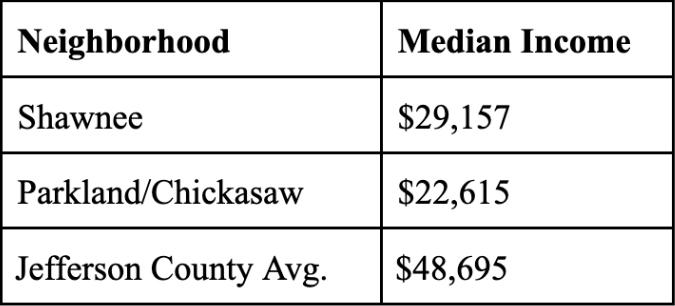 Neighborhood Median Income
Shawnee $29,157
Parkland/Chickasaw $22,615
Jefferson County Avg. $48,695